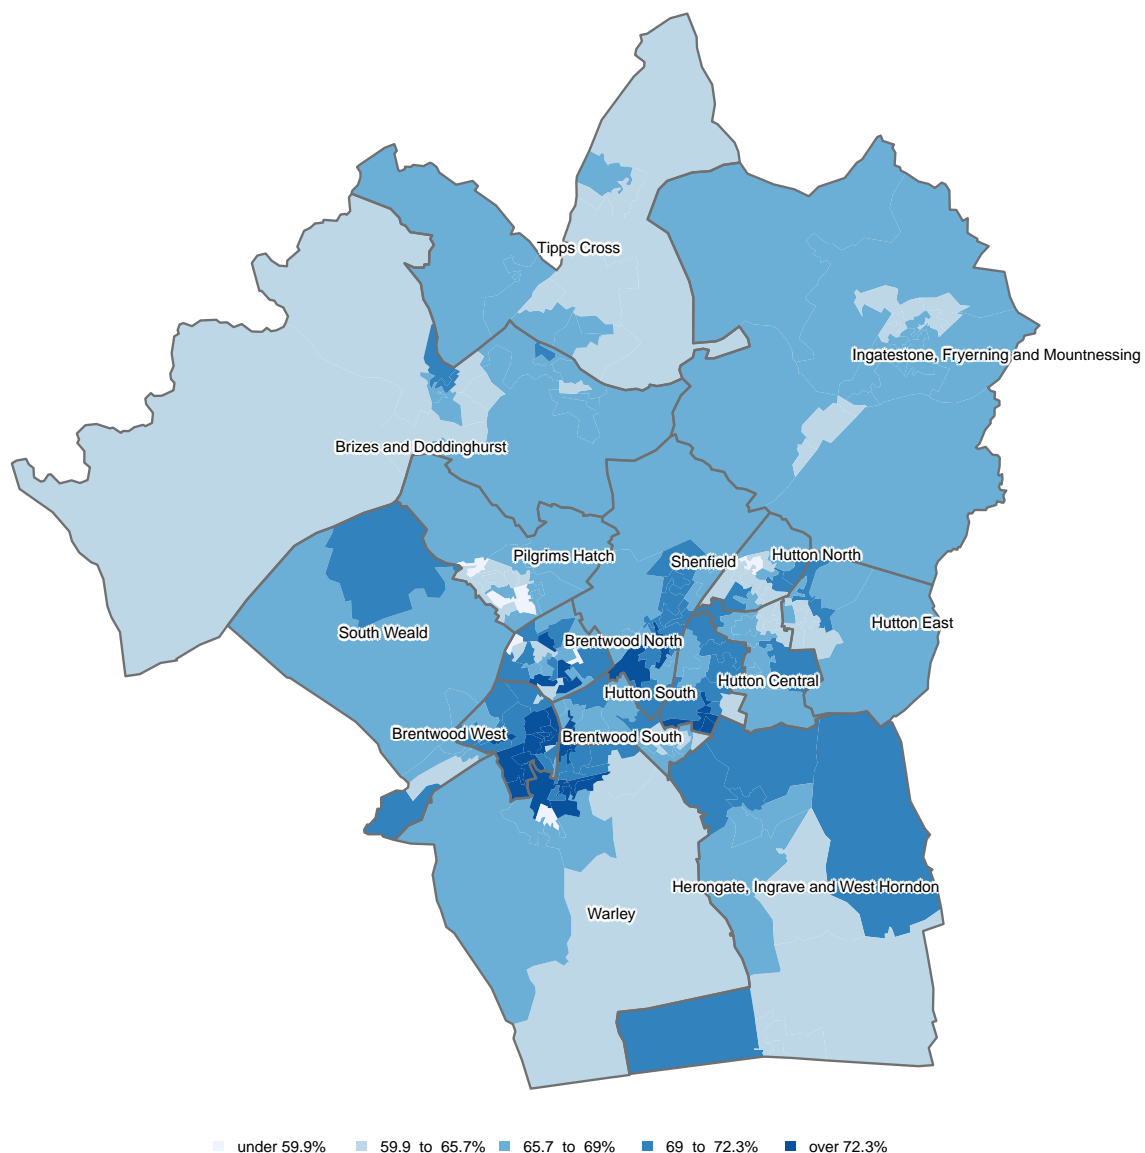 Tipps Cross
Ingatestone, Fryerning and Mountnessing
Brizes and Doddinghurst
Pilgrims Hatch
Shenfield
Hutton North
South Weald
Hutton East
Brentwood North
Hutton Central
Hutton South
Brentwood West
Brentwood South
Herongate, Ingrave and West Horndon
Warley
under 59.9% 59.9 to 65.7% 65.7 to 69% 69 to 72.3% over 72.3%